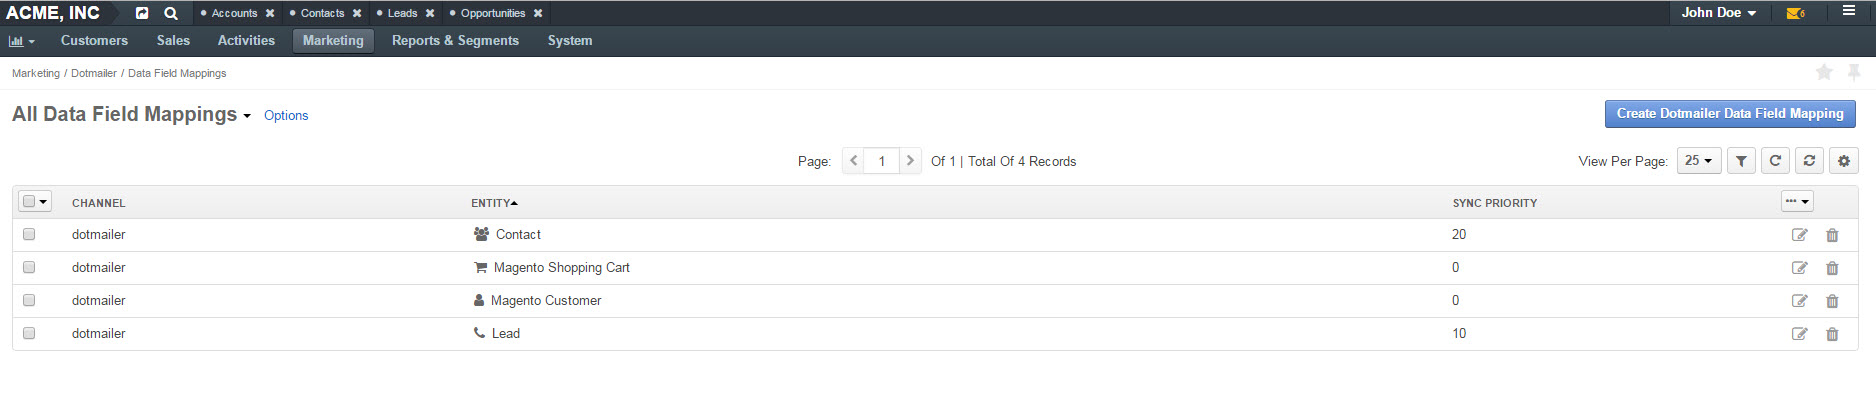 ACME, INC Accounts Contacts Leads Opportunities John Doe 6
Customers Sales Activities Marketing Reports & Segments System
Marketing / Dotmailer / Data Field Mappings
All Data Field Mappings Options Create Dotmailer Data Field Mapping
Page: 1 Of 1 | Total Of 4 Records View Per Page: 25
CHANNEL ENTITY SYNC PRIORITY
dotmailer Contact 20
dotmailer Magento Shopping Cart 0
dotmailer Magento Customer 0
dotmailer Lead 10